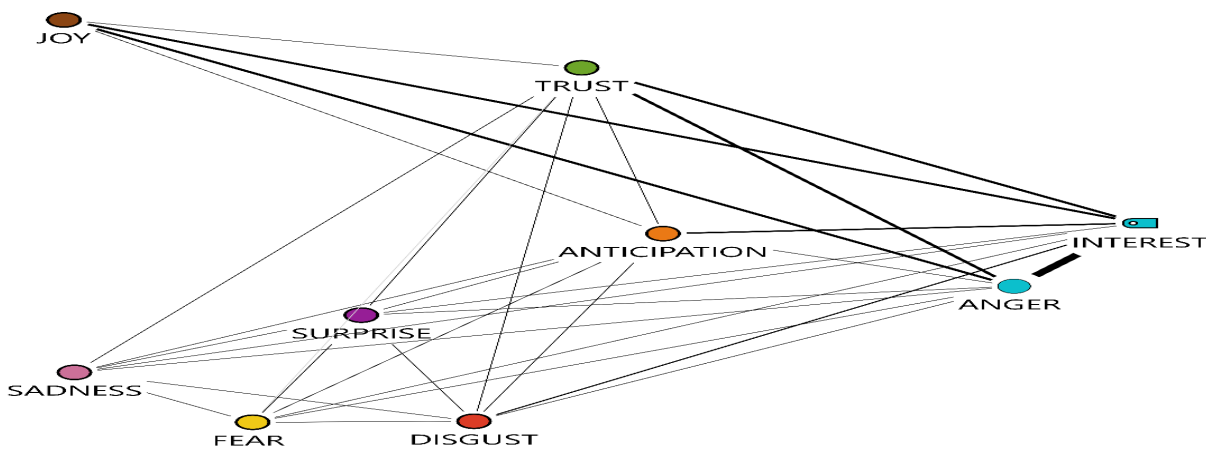 JOY
TRUST
ANTICIPATION
INTEREST
ANGER
SURPRISE
SADNESS
FEAR
DISGUST